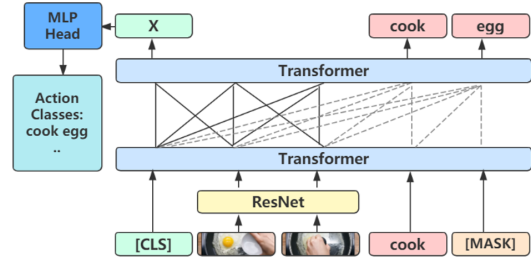 MLP
Head
X
cook
egg
Transformer
Action
Classes:
cook egg
..
Transformer
ResNet
[CLS]
cook
[MASK]